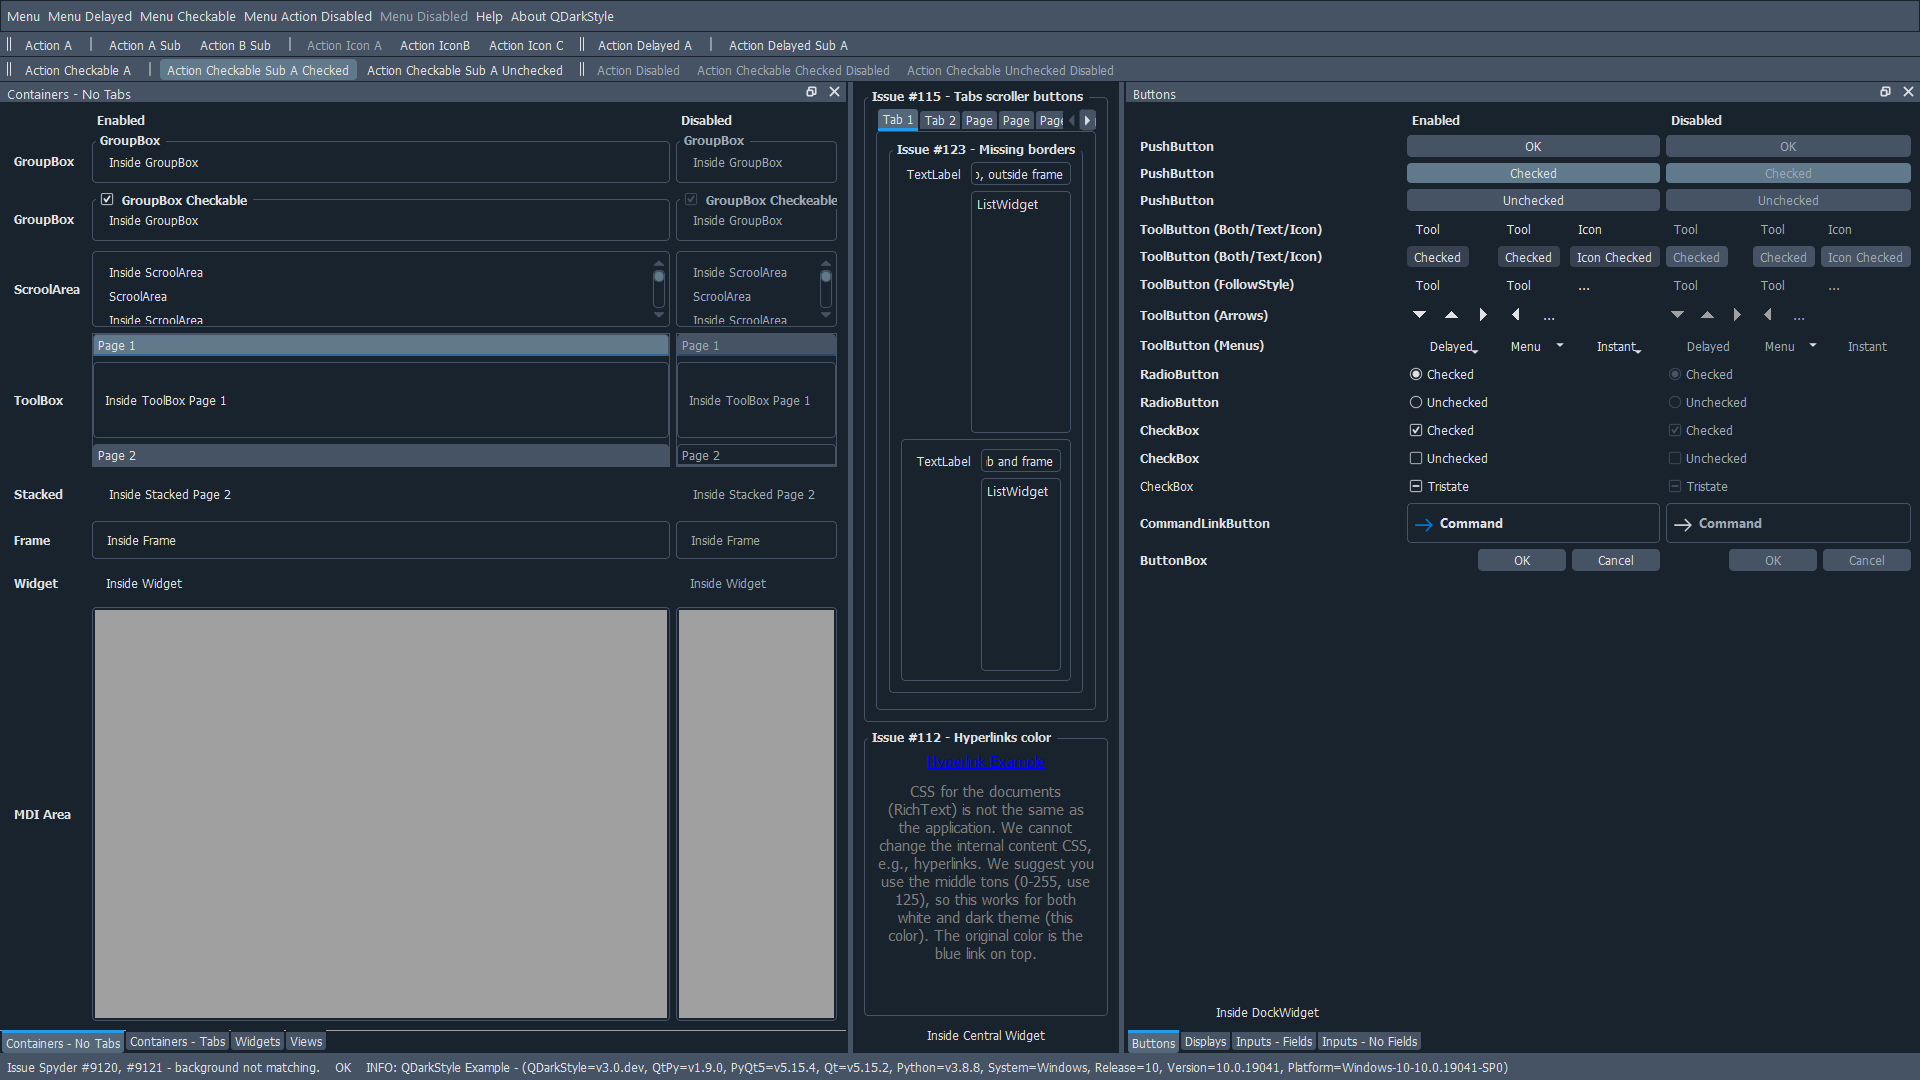 Menu Menu Delayed Menu Checkable Menu Action Disabled Menu Disabled Help About QDarkStyle
Action A Action A Sub Action B Sub Action Icon A Action IconB Action Icon C Action Delayed A Action Delayed Sub A
Action Checkable A Action Checkable Sub A Checked Action Checkable Sub A Unchecked Action Disabled Action Checkable Checked Disabled Action Checkable Unchecked Disabled
Containers - No Tabs
Enabled Disabled
GroupBox GroupBox
GroupBox Inside GroupBox Inside GroupBox
GroupBox Checkable GroupBox Checkeable
GroupBox Inside GroupBox Inside GroupBox
Inside ScroolArea Inside ScroolArea
ScroolArea ScroolArea ScroolArea
Inside ScroolArea Inside ScroolArea
Page 1 Page 1
ToolBox Inside ToolBox Page 1 Inside ToolBox Page 1
Page 2 Page 2
Stacked Inside Stacked Page 2 Inside Stacked Page 2
Frame Inside Frame Inside Frame
Widget Inside Widget Inside Widget
MDI Area
Containers - No Tabs Containers - Tabs Widgets Views
Issue #115 - Tabs scroller buttons
Tab 1 Tab 2 Page Page Page
Issue #123 - Missing borders
TextLabel , outside frame
ListWidget
TextLabel b and frame
ListWidget
Issue #112 - Hyperlinks color
Hyperlink Example
CSS for the documents
(RichText) is not the same as
the application. We cannot
change the internal content CSS,
e.g., hyperlinks. We suggest you
use the middle tons (0-255, use
125), so this works for both
white and dark theme (this
color). The original color is the
blue link on top.
Inside Central Widget
Buttons
Enabled Disabled
PushButton OK OK
PushButton Checked Checked
PushButton Unchecked Unchecked
ToolButton (Both/Text/Icon) Tool Tool Icon Tool Tool Icon
ToolButton (Both/Text/Icon) Checked Checked Icon Checked Checked Checked Icon Checked
ToolButton (FollowStyle) Tool Tool ... Tool Tool ...
ToolButton (Arrows) ... ...
ToolButton (Menus) Delayed Menu Instant Delayed Menu Instant
RadioButton Checked Checked
RadioButton Unchecked Unchecked
CheckBox Checked Checked
CheckBox Unchecked Unchecked
CheckBox Tristate Tristate
CommandLinkButton Command Command
ButtonBox OK Cancel OK Cancel
Inside DockWidget
Buttons Displays Inputs - Fields Inputs - No Fields
Issue Spyder #9120, #9121 - background not matching. OK INFO: QDarkStyle Example - (QDarkStyle=v3.0.dev, QtPy=v1.9.0, PyQt5=v5.15.4, Qt=v5.15.2, Python=v3.8.8, System=Windows, Release=10, Version=10.0.19041, Platform=Windows-10-10.0.19041-SP0)